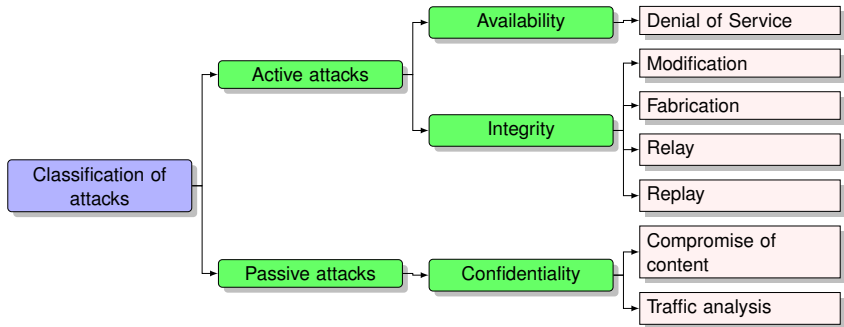 Classification of
attacks
Active attacks
Passive attacks
Availability
Integrity
Confidentiality
Denial of Service
Modification
Fabrication
Relay
Replay
Compromise of
content
Traffic analysis